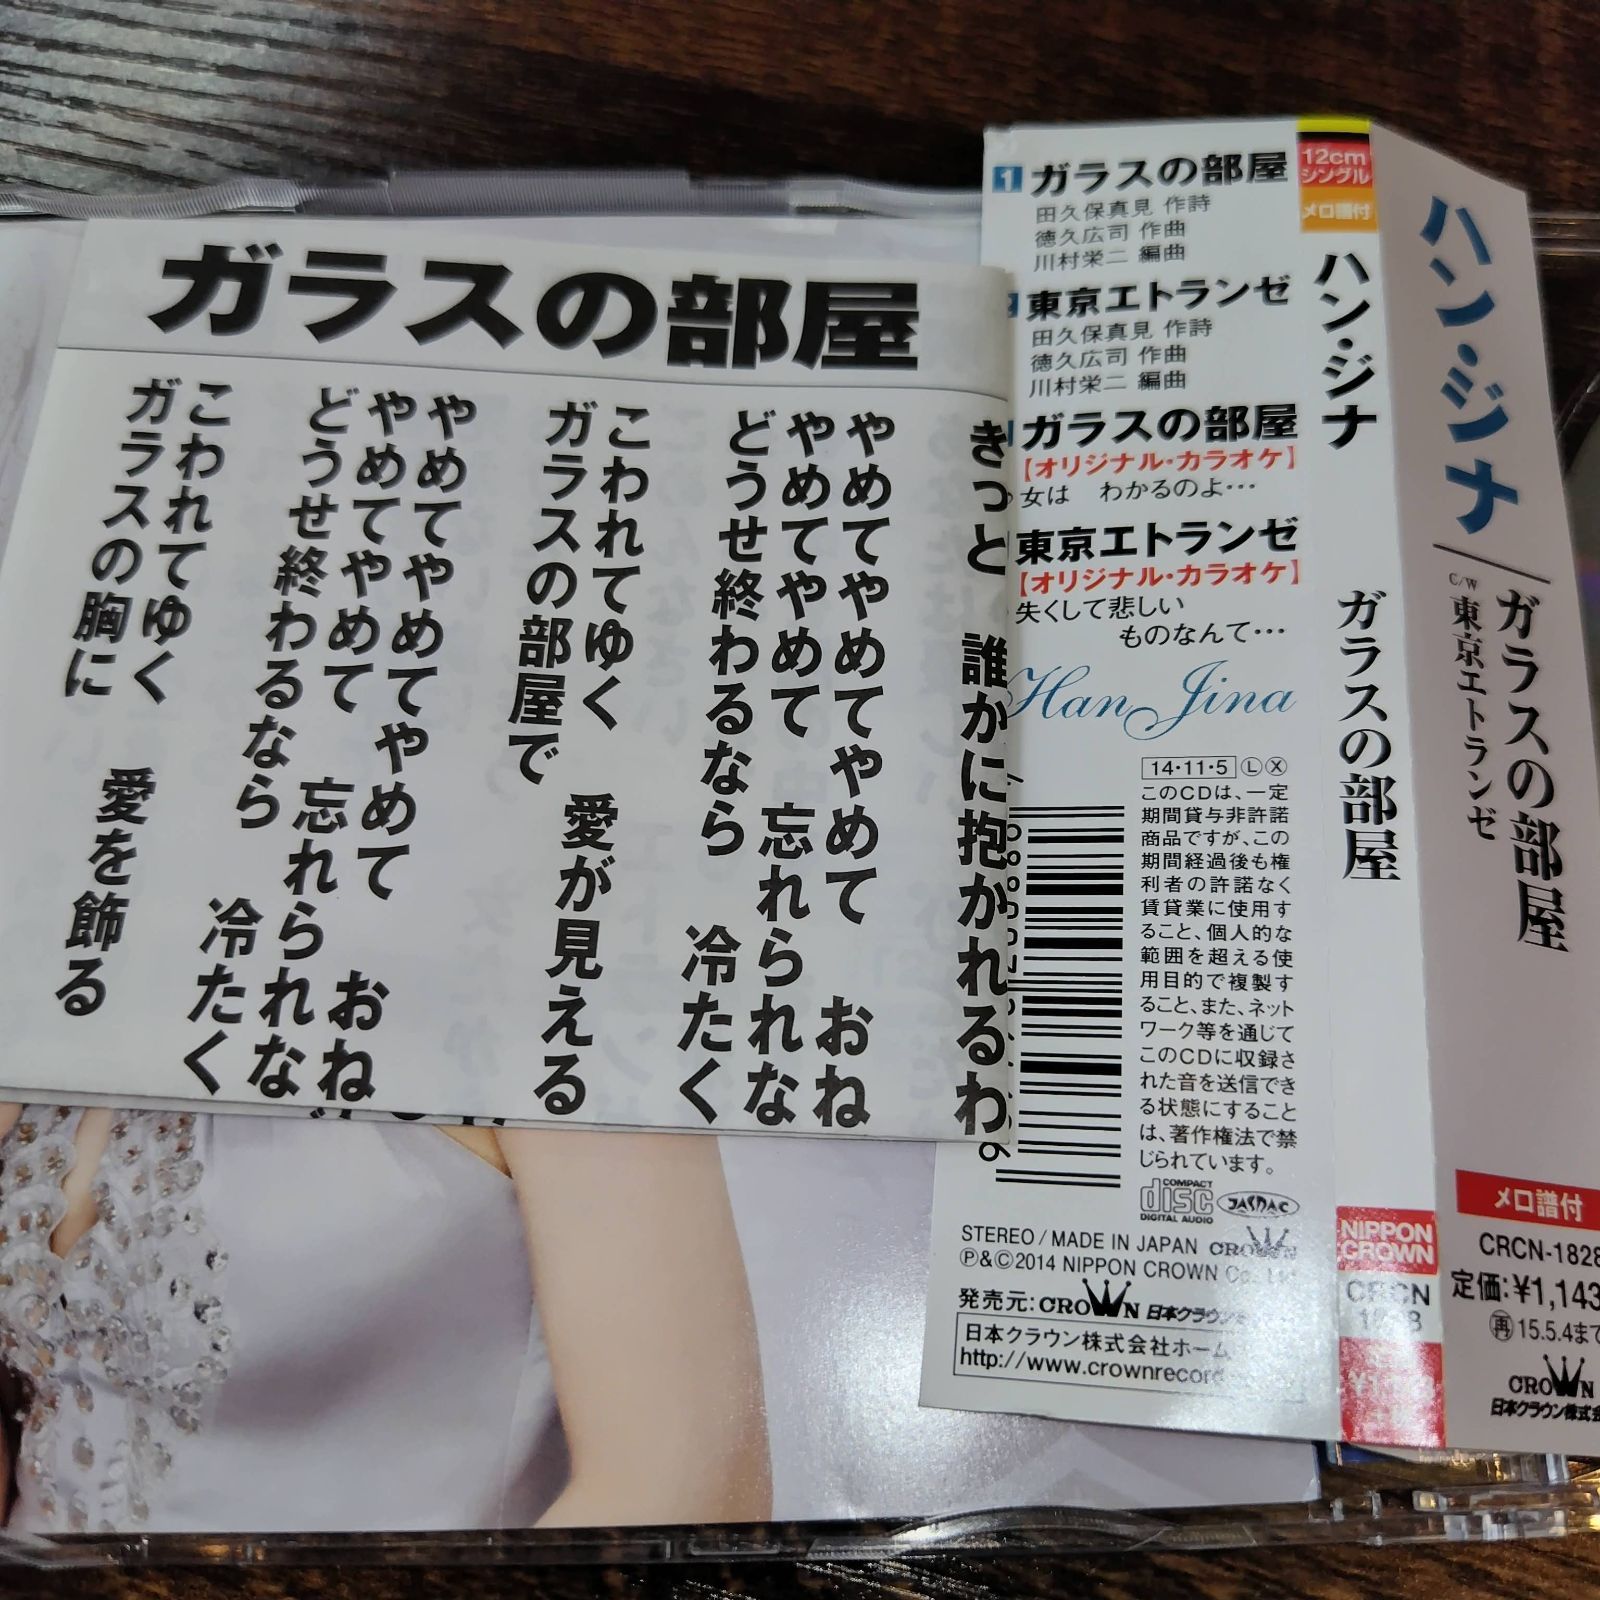 ガラスの部屋
きっと　誰かに抱かれるわ
やめてやめてやめてやめて　おね
やめてやめて　忘れられな
どうせ終わるなら　冷たく
こわれてゆく
ガラスの部屋で　愛が見える
やめてやめてやめてやめて　おね
やめてやめて　忘れられな
どうせ終わるなら　冷たく
こわれてゆく　愛を飾る
ガラスの胸に
1 ガラスの部屋
田久保真見 作詩
徳久広司 作曲
川村栄二 編曲
東京エトランゼ
田久保真見 作詩
徳久広司 作曲
川村栄二 編曲
ガラスの部屋
【オリジナル・カラオケ】
女は　わかるのよ…
東京エトランゼ
【オリジナル・カラオケ】
失くして悲しい
ものなんて…
Han Jina
14・11・5 Ⓛ Ⓧ
このCDは、一定
期間貸与非許諾
商品ですが、この
期間経過後も権
利者の許諾なく
賃貸業に使用す
ること、個人的な
範囲を超える使
用目的で複製す
ること、また、ネット
ワーク等を通じて
このCDに収録さ
れた音を送信でき
る状態にすること
は、著作権法で禁
じられています。
COMPACT
disc
DIGITAL AUDIO
JASRAC
STEREO / MADE IN JAPAN CROWN
Ⓟ&©2014 NIPPON CROWN Co., Ltd.
発売元:CROWN 日本クラウン
日本クラウン株式会社ホーム
http://www.crownrecord
12cm
シングル
メロ譜付
ハン・ジナ
ガラスの部屋
NIPPON
CROWN
CRCN
ハン・ジナ
ガラスの部屋
C/W 東京エトランゼ
メロ譜付
CRCN-1828
定価:¥1,143
再 15.5.4まで
CROWN
日本クラウン株式会